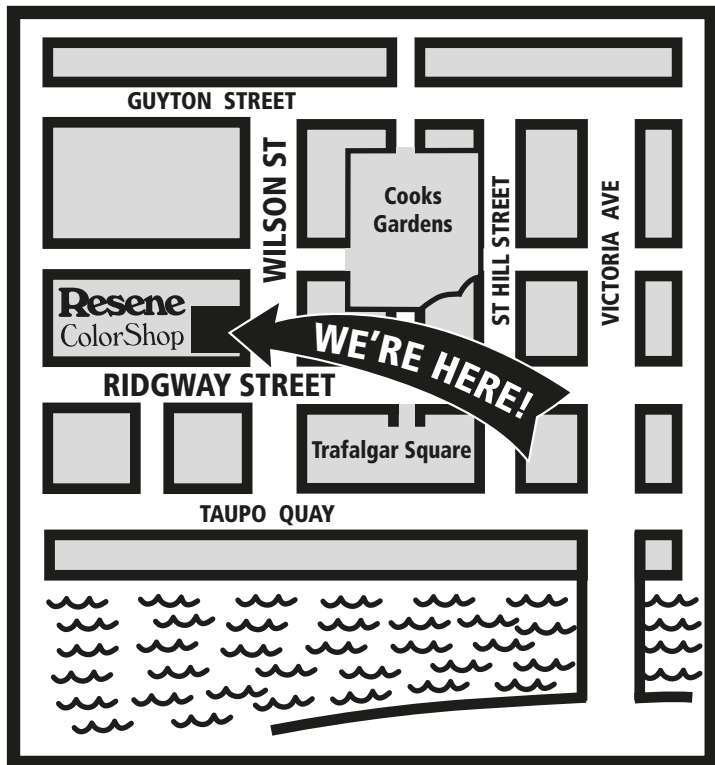 GUYTON STREET
WILSON ST
Cooks
Gardens
ST HILL STREET
VICTORIA AVE
Resene
ColorShop
WE'RE HERE!
RIDGWAY STREET
Trafalgar Square
TAUPO QUAY